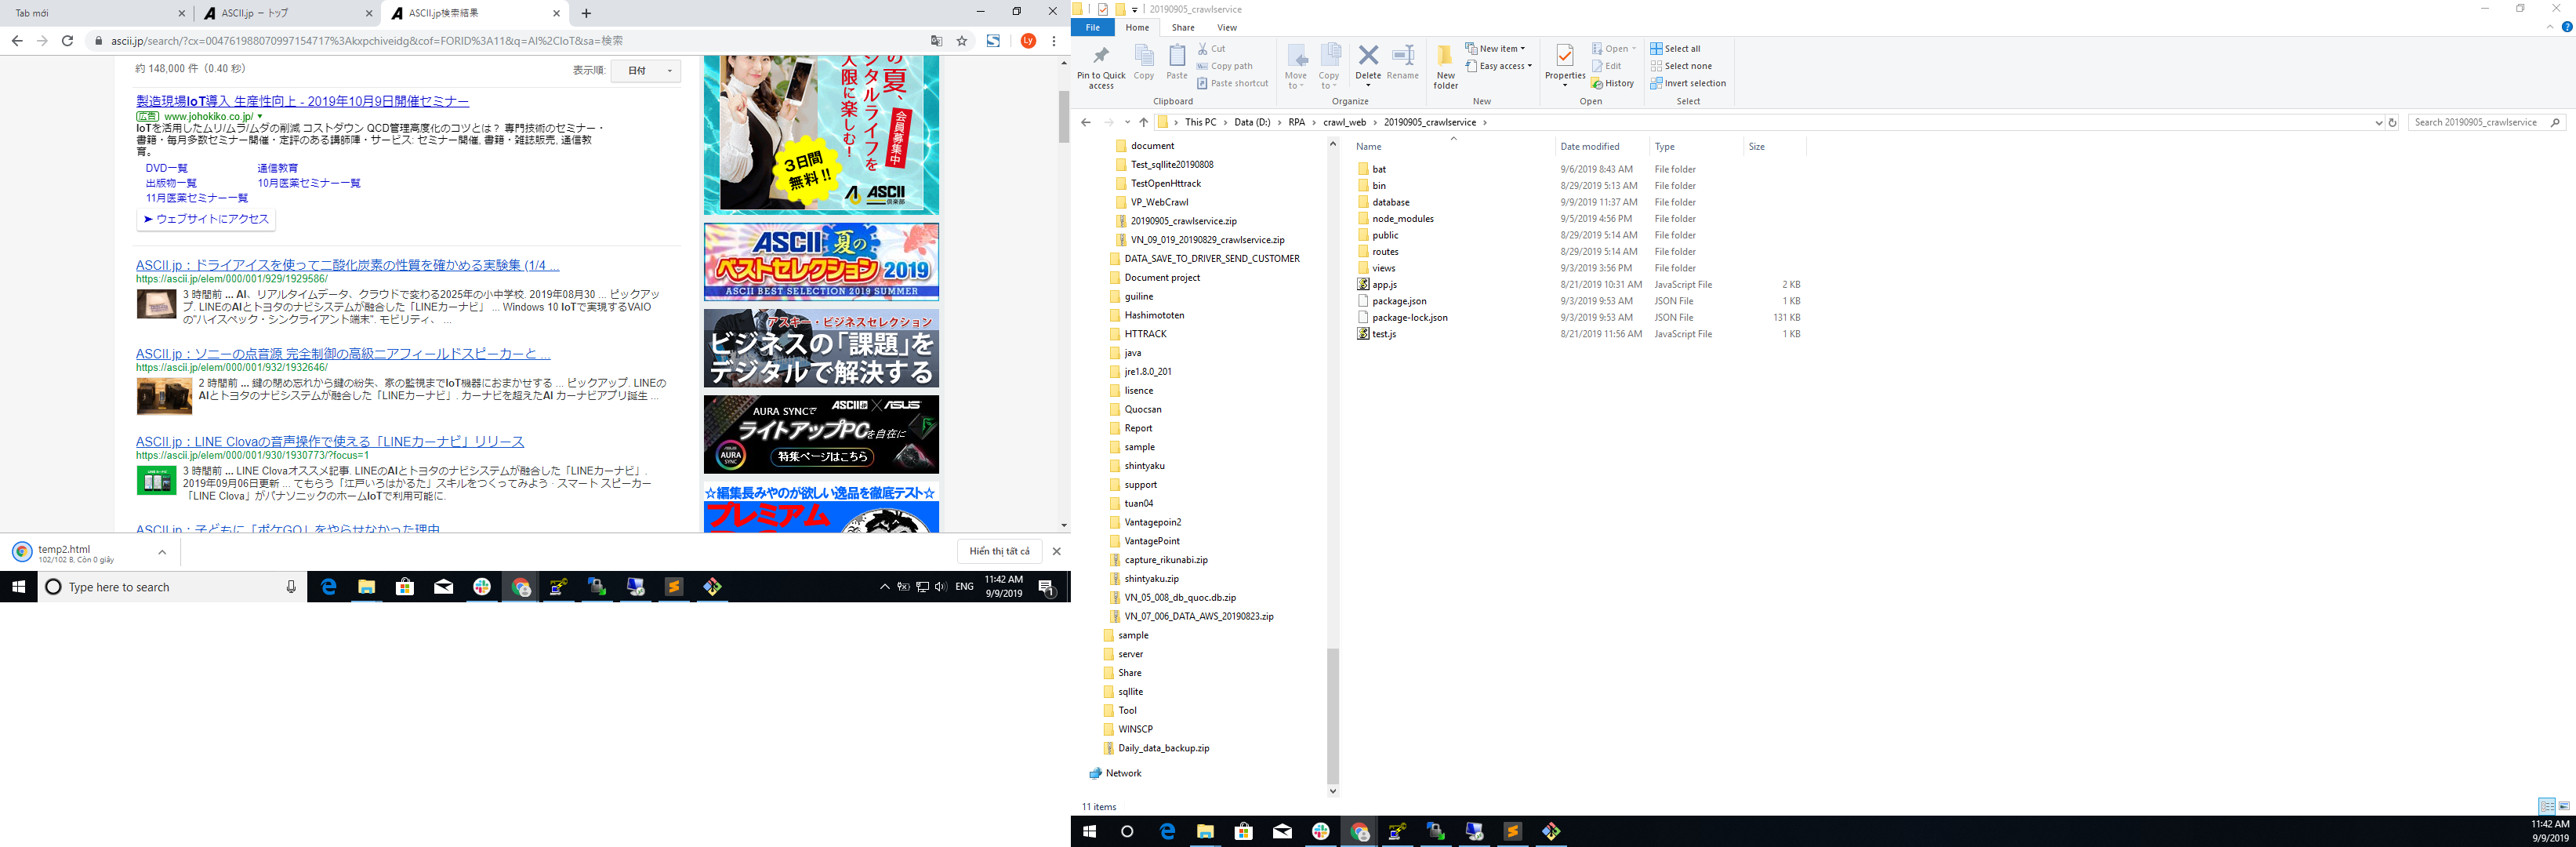 Tab mới
ASCII.jp － トップ
ASCII.jp検索結果
ascii.jp/search/?cx=004761988070997154717%3Akxpchiveidg&cof=FORID%3A11&q=AI%2CIoT&sa=検索
Ly
約 148,000 件 (0.40 秒)
表示順:
日付
製造現場IoT導入 生産性向上 - 2019年10月9日開催セミナー
広告 www.johokiko.co.jp/
IoTを活用したムリ/ムラ/ムダの削減 コストダウン QCD管理高度化のコツとは？ 専門技術のセミナー・
書籍・毎月多数セミナー開催・定評のある講師陣・サービス: セミナー開催, 書籍・雑誌販売, 通信教
育。
DVD一覧
通信教育
出版物一覧
10月医薬セミナー一覧
11月医薬セミナー一覧
➤ ウェブサイトにアクセス
ASCII.jp：ドライアイスを使って二酸化炭素の性質を確かめる実験集 (1/4 ...
https://ascii.jp/elem/000/001/929/1929586/
3 時間前 ... AI、リアルタイムデータ、クラウドで変わる2025年の小中学校. 2019年08月30 ... ピックアッ
プ. LINEのAIとトヨタのナビシステムが融合した「LINEカーナビ」 ... Windows 10 IoTで実現するVAIO
の"ハイスペック・シンクライアント端末". モビリティ、 ...
ASCII.jp：ソニーの点音源 完全制御の高級ニアフィールドスピーカーと ...
https://ascii.jp/elem/000/001/932/1932646/
2 時間前 ... 鍵の閉め忘れから鍵の紛失、家の監視までIoT機器におまかせする ... ピックアップ. LINEの
AIとトヨタのナビシステムが融合した「LINEカーナビ」. カーナビを超えたAI カーナビアプリ誕生 ...
ASCII.jp：LINE Clovaの音声操作で使える「LINEカーナビ」リリース
https://ascii.jp/elem/000/001/930/1930773/?focus=1
3 時間前 ... LINE Clovaオススメ記事. LINEのAIとトヨタのナビシステムが融合した「LINEカーナビ」.
2019年09月06日更新 ... てもらう「江戸いろはかるた」スキルをつくってみよう · スマート スピーカー
「LINE Clova」がパナソニックのホームIoTで利用可能に.
ASCII.jp：子どもに「ポケGO」をやらせなかった理由
の夏、
タルライフを
大限に楽しむ！
会員募集中
3日間
無料!!
ASCII
倶楽部
ASCII 夏の
ベストセレクション 2019
ASCII BEST SELECTION 2019 SUMMER
アスキー・ビジネスセレクション
ビジネスの「課題」を
デジタルで解決する
AURA SYNCで ASCII ASUS
ライトアップPCを自在に
AURA
SYNC
特集ページはこちら
☆編集長みやのが欲しい逸品を徹底テスト☆
プレミアム
temp2.html
102/102 B, Còn 0 giây
Hiển thị tất cả
Type here to search
ENG
11:42 AM
9/9/2019
1
20190905_crawlservice
File
Home
Share
View
Pin to Quick
access
Copy
Paste
Cut
Copy path
Paste shortcut
Clipboard
Move
to
Copy
to
Delete
Rename
Organize
New
folder
New item
Easy access
New
Properties
Open
Edit
History
Open
Select all
Select none
Invert selection
Select
This PC
Data (D:)
RPA
crawl_web
20190905_crawlservice
Search 20190905_crawlservice
document
Test_sqllite20190808
TestOpenHttrack
VP_WebCrawl
20190905_crawlservice.zip
VN_09_019_20190829_crawlservice.zip
DATA_SAVE_TO_DRIVER_SEND_CUSTOMER
Document project
guiline
Hashimototen
HTTRACK
java
jre1.8.0_201
lisence
Quocsan
Report
sample
shintyaku
support
tuan04
Vantagepoin2
VantagePoint
capture_rikunabi.zip
shintyaku.zip
VN_05_008_db_quoc.db.zip
VN_07_006_DATA_AWS_20190823.zip
sample
server
Share
sqllite
Tool
WINSCP
Daily_data_backup.zip
Network
Name
Date modified
Type
Size
bat 9/6/2019 8:43 AM File folder
bin 8/29/2019 5:13 AM File folder
database 9/9/2019 11:37 AM File folder
node_modules 9/5/2019 4:56 PM File folder
public 8/29/2019 5:14 AM File folder
routes 8/29/2019 5:14 AM File folder
views 9/3/2019 3:56 PM File folder
app.js 8/21/2019 10:31 AM JavaScript File 2 KB
package.json 9/3/2019 9:53 AM JSON File 1 KB
package-lock.json 9/3/2019 9:53 AM JSON File 131 KB
test.js 8/21/2019 11:56 AM JavaScript File 1 KB
11 items
11:42 AM
9/9/2019